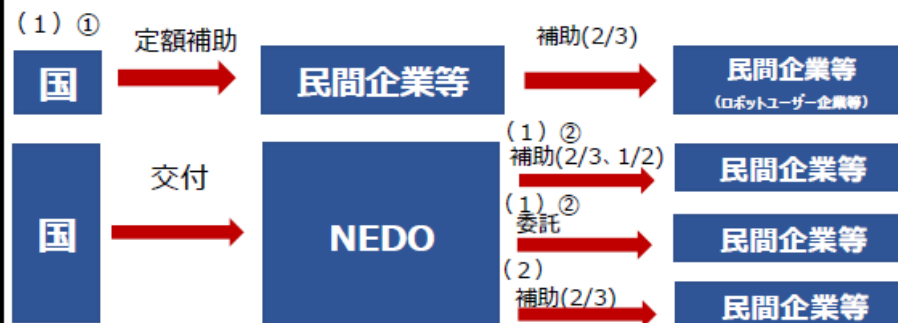 (1) ①
定額補助
補助(2/3)
国
民間企業等
民間企業等
(ロボットユーザー企業等)
(1) ②
補助(2/3、1/2)
民間企業等
交付
(1) ②
委託
国
NEDO
民間企業等
(2)
補助(2/3)
民間企業等